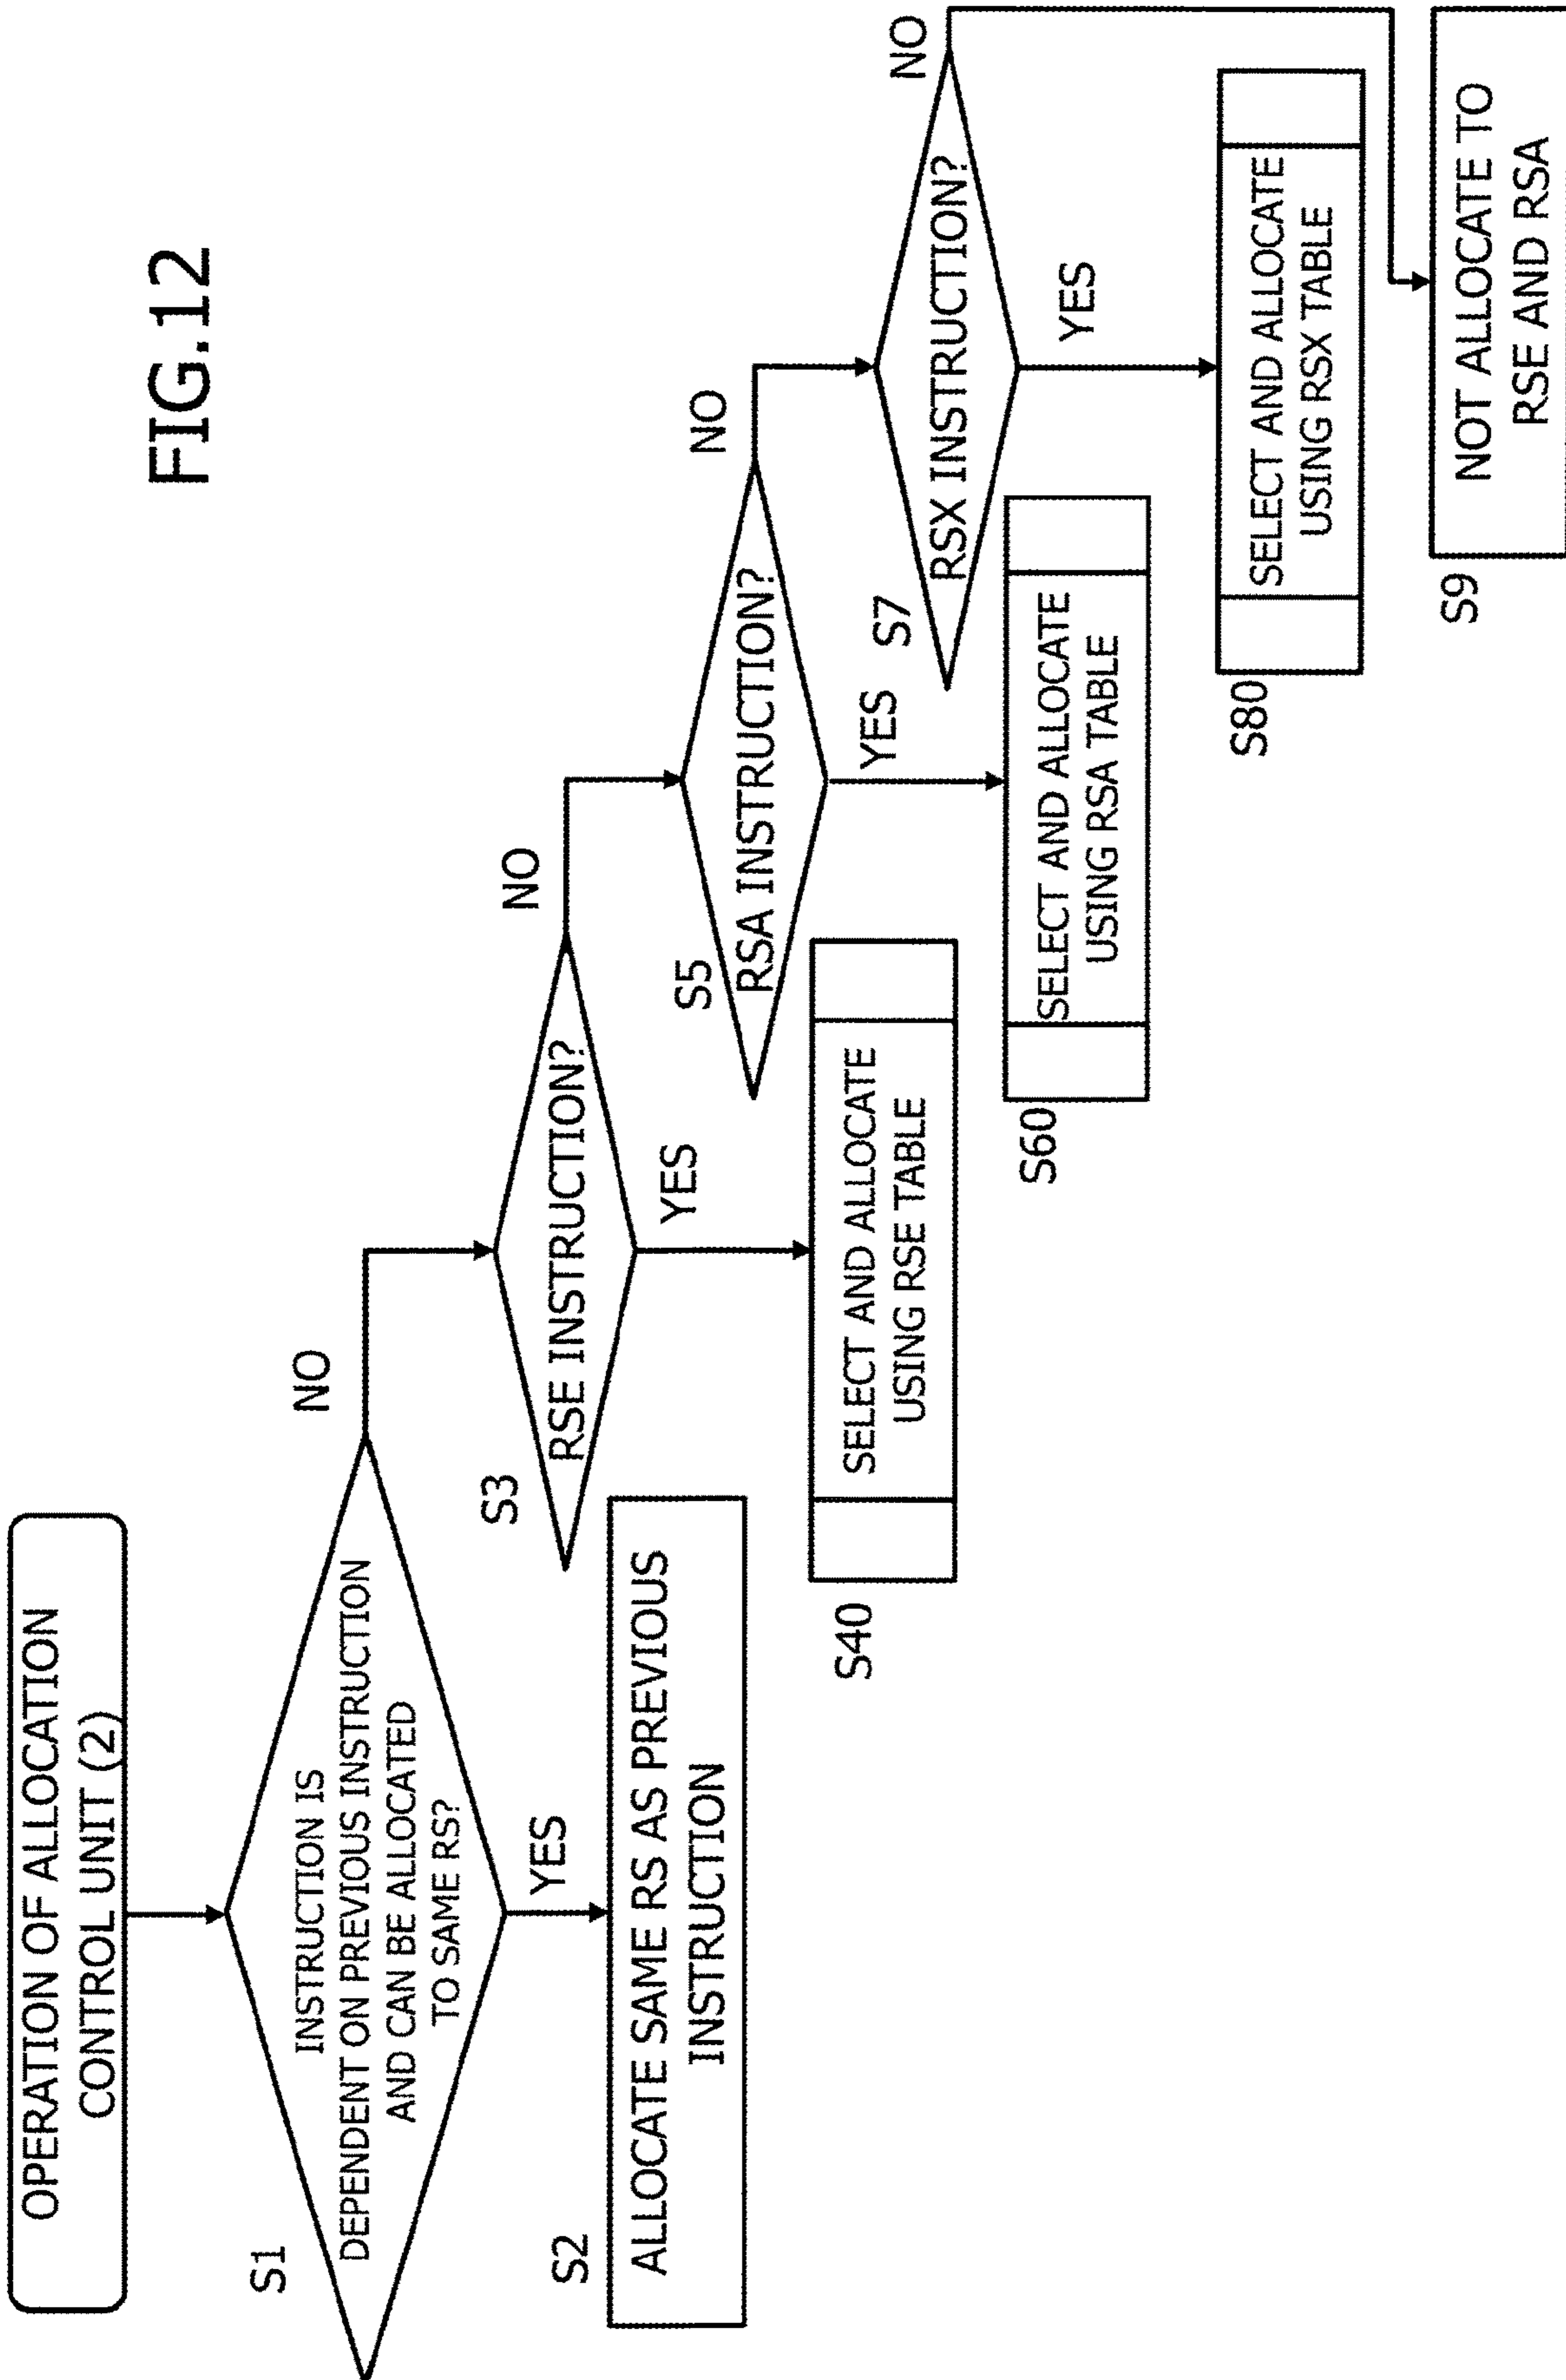 FIG.12
OPERATION OF ALLOCATION
CONTROL UNIT (2)
S1
INSTRUCTION IS
DEPENDENT ON PREVIOUS INSTRUCTION
AND CAN BE ALLOCATED
TO SAME RS?
NO
YES
S2
ALLOCATE SAME RS AS PREVIOUS
INSTRUCTION
S3
RSE INSTRUCTION?
NO
YES
S40
SELECT AND ALLOCATE
USING RSE TABLE
S5
RSA INSTRUCTION?
NO
YES
S60
SELECT AND ALLOCATE
USING RSA TABLE
S7
RSX INSTRUCTION?
NO
YES
S80
SELECT AND ALLOCATE
USING RSX TABLE
S9
NOT ALLOCATE TO
RSE AND RSA